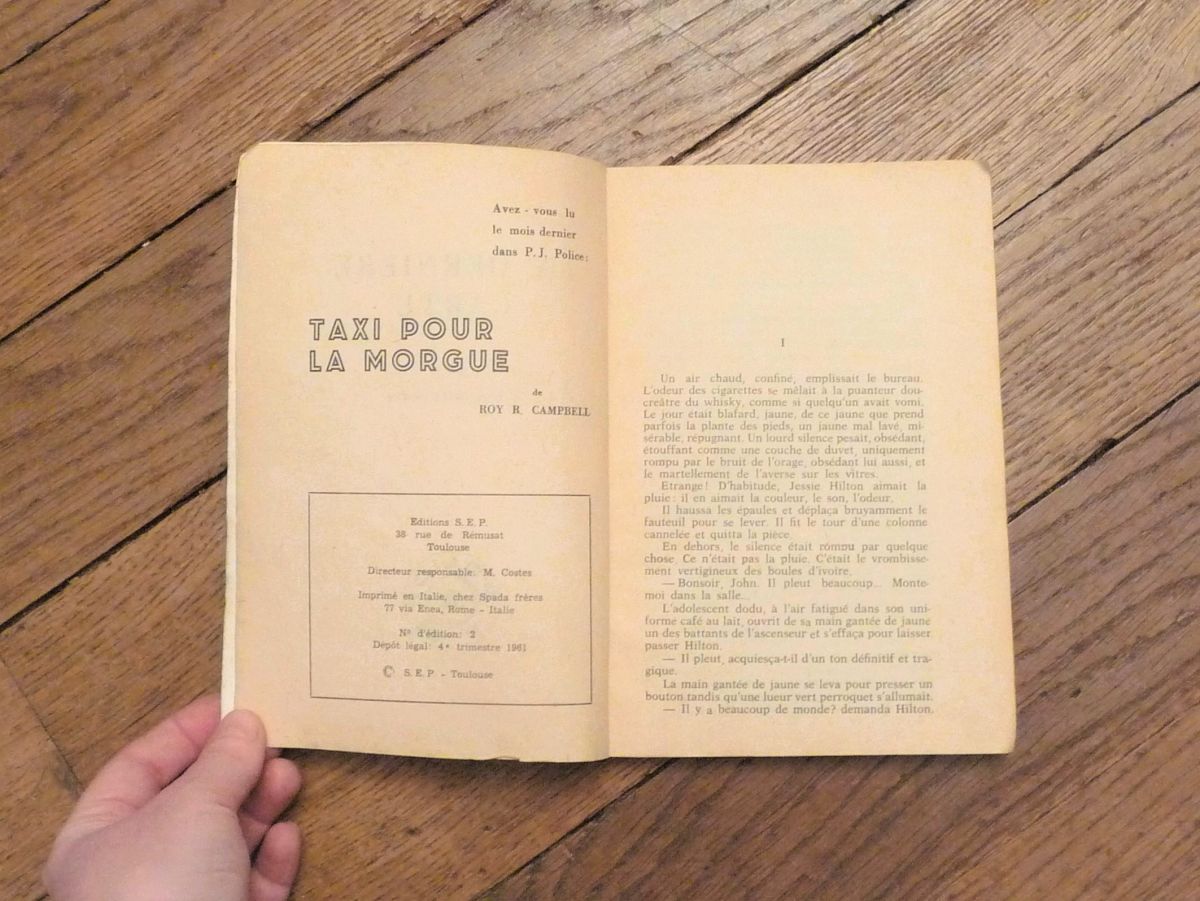 Avez - vous lu
le mois dernier
dans P. J. Police:
TAXI POUR
LA MORGUE
de
ROY R. CAMPBELL
Editions S. E. P.
38 rue de Rémusat
Toulouse
Directeur responsable: M. Costes
Imprimé en Italie, chez Spada frères
77 via Enea, Rome - Italie
N° d'édition: 2
Dépôt légal: 4e trimestre 1961
© S. E. P. - Toulouse
I
Un air chaud, confiné, emplissait le bureau.
L'odeur des cigarettes se mêlait à la puanteur dou-
creâtre du whisky, comme si quelqu'un avait vomi.
Le jour était blafard, jaune, de ce jaune que prend
parfois la plante des pieds, un jaune mal lavé, mi-
sérable, répugnant. Un lourd silence pesait, obsédant,
étouffant comme une couche de duvet, uniquement
rompu par le bruit de l'orage, obsédant lui aussi, et
le martellement de l'averse sur les vitres.
Etrange! D'habitude, Jessie Hilton aimait la
pluie: il en aimait la couleur, le son, l'odeur.
Il haussa les épaules et déplaça bruyamment le
fauteuil pour se lever. Il fit le tour d'une colonne
cannelée et quitta la pièce.
En dehors, le silence était rompu par quelque
chose. Ce n'était pas la pluie. C'était le vrombisse-
ment vertigineux des boules d'ivoire.
— Bonsoir, John. Il pleut beaucoup... Monte-
moi dans la salle...
L'adolescent dodu, à l'air fatigué dans son uni-
forme café au lait, ouvrit de sa main gantée de jaune
un des battants de l'ascenseur et s'effaça pour laisser
passer Hilton.
— Il pleut, acquiesça-t-il d'un ton définitif et tra-
gique.
La main gantée de jaune se leva pour presser un
bouton tandis qu'une lueur vert perroquet s'allumait.
— Il y a beaucoup de monde? demanda Hilton.